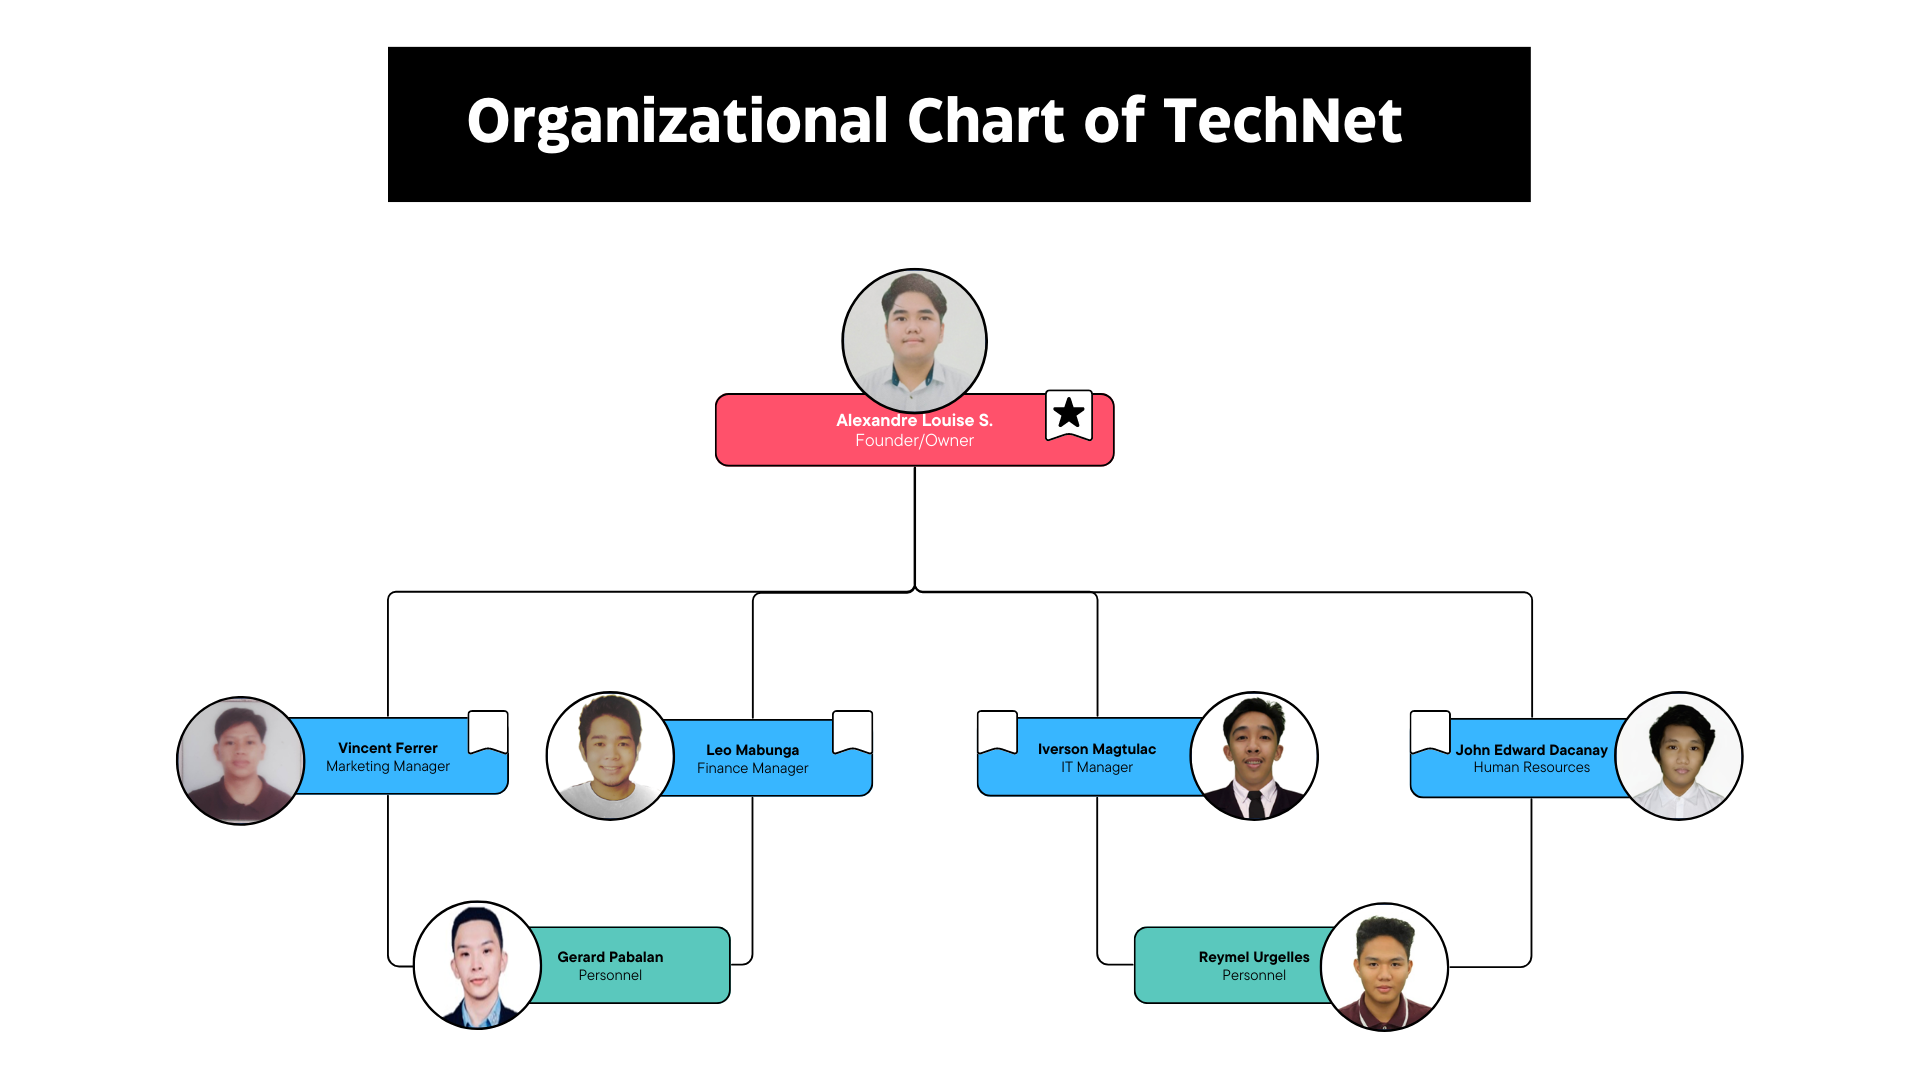 Organizational Chart of TechNet
Alexandre Louise S.
Founder/Owner
Vincent Ferrer
Marketing Manager
Leo Mabunga
Finance Manager
Iverson Magtulac
IT Manager
John Edward Dacanay
Human Resources
Gerard Pabalan
Personnel
Reymel Urgelles
Personnel